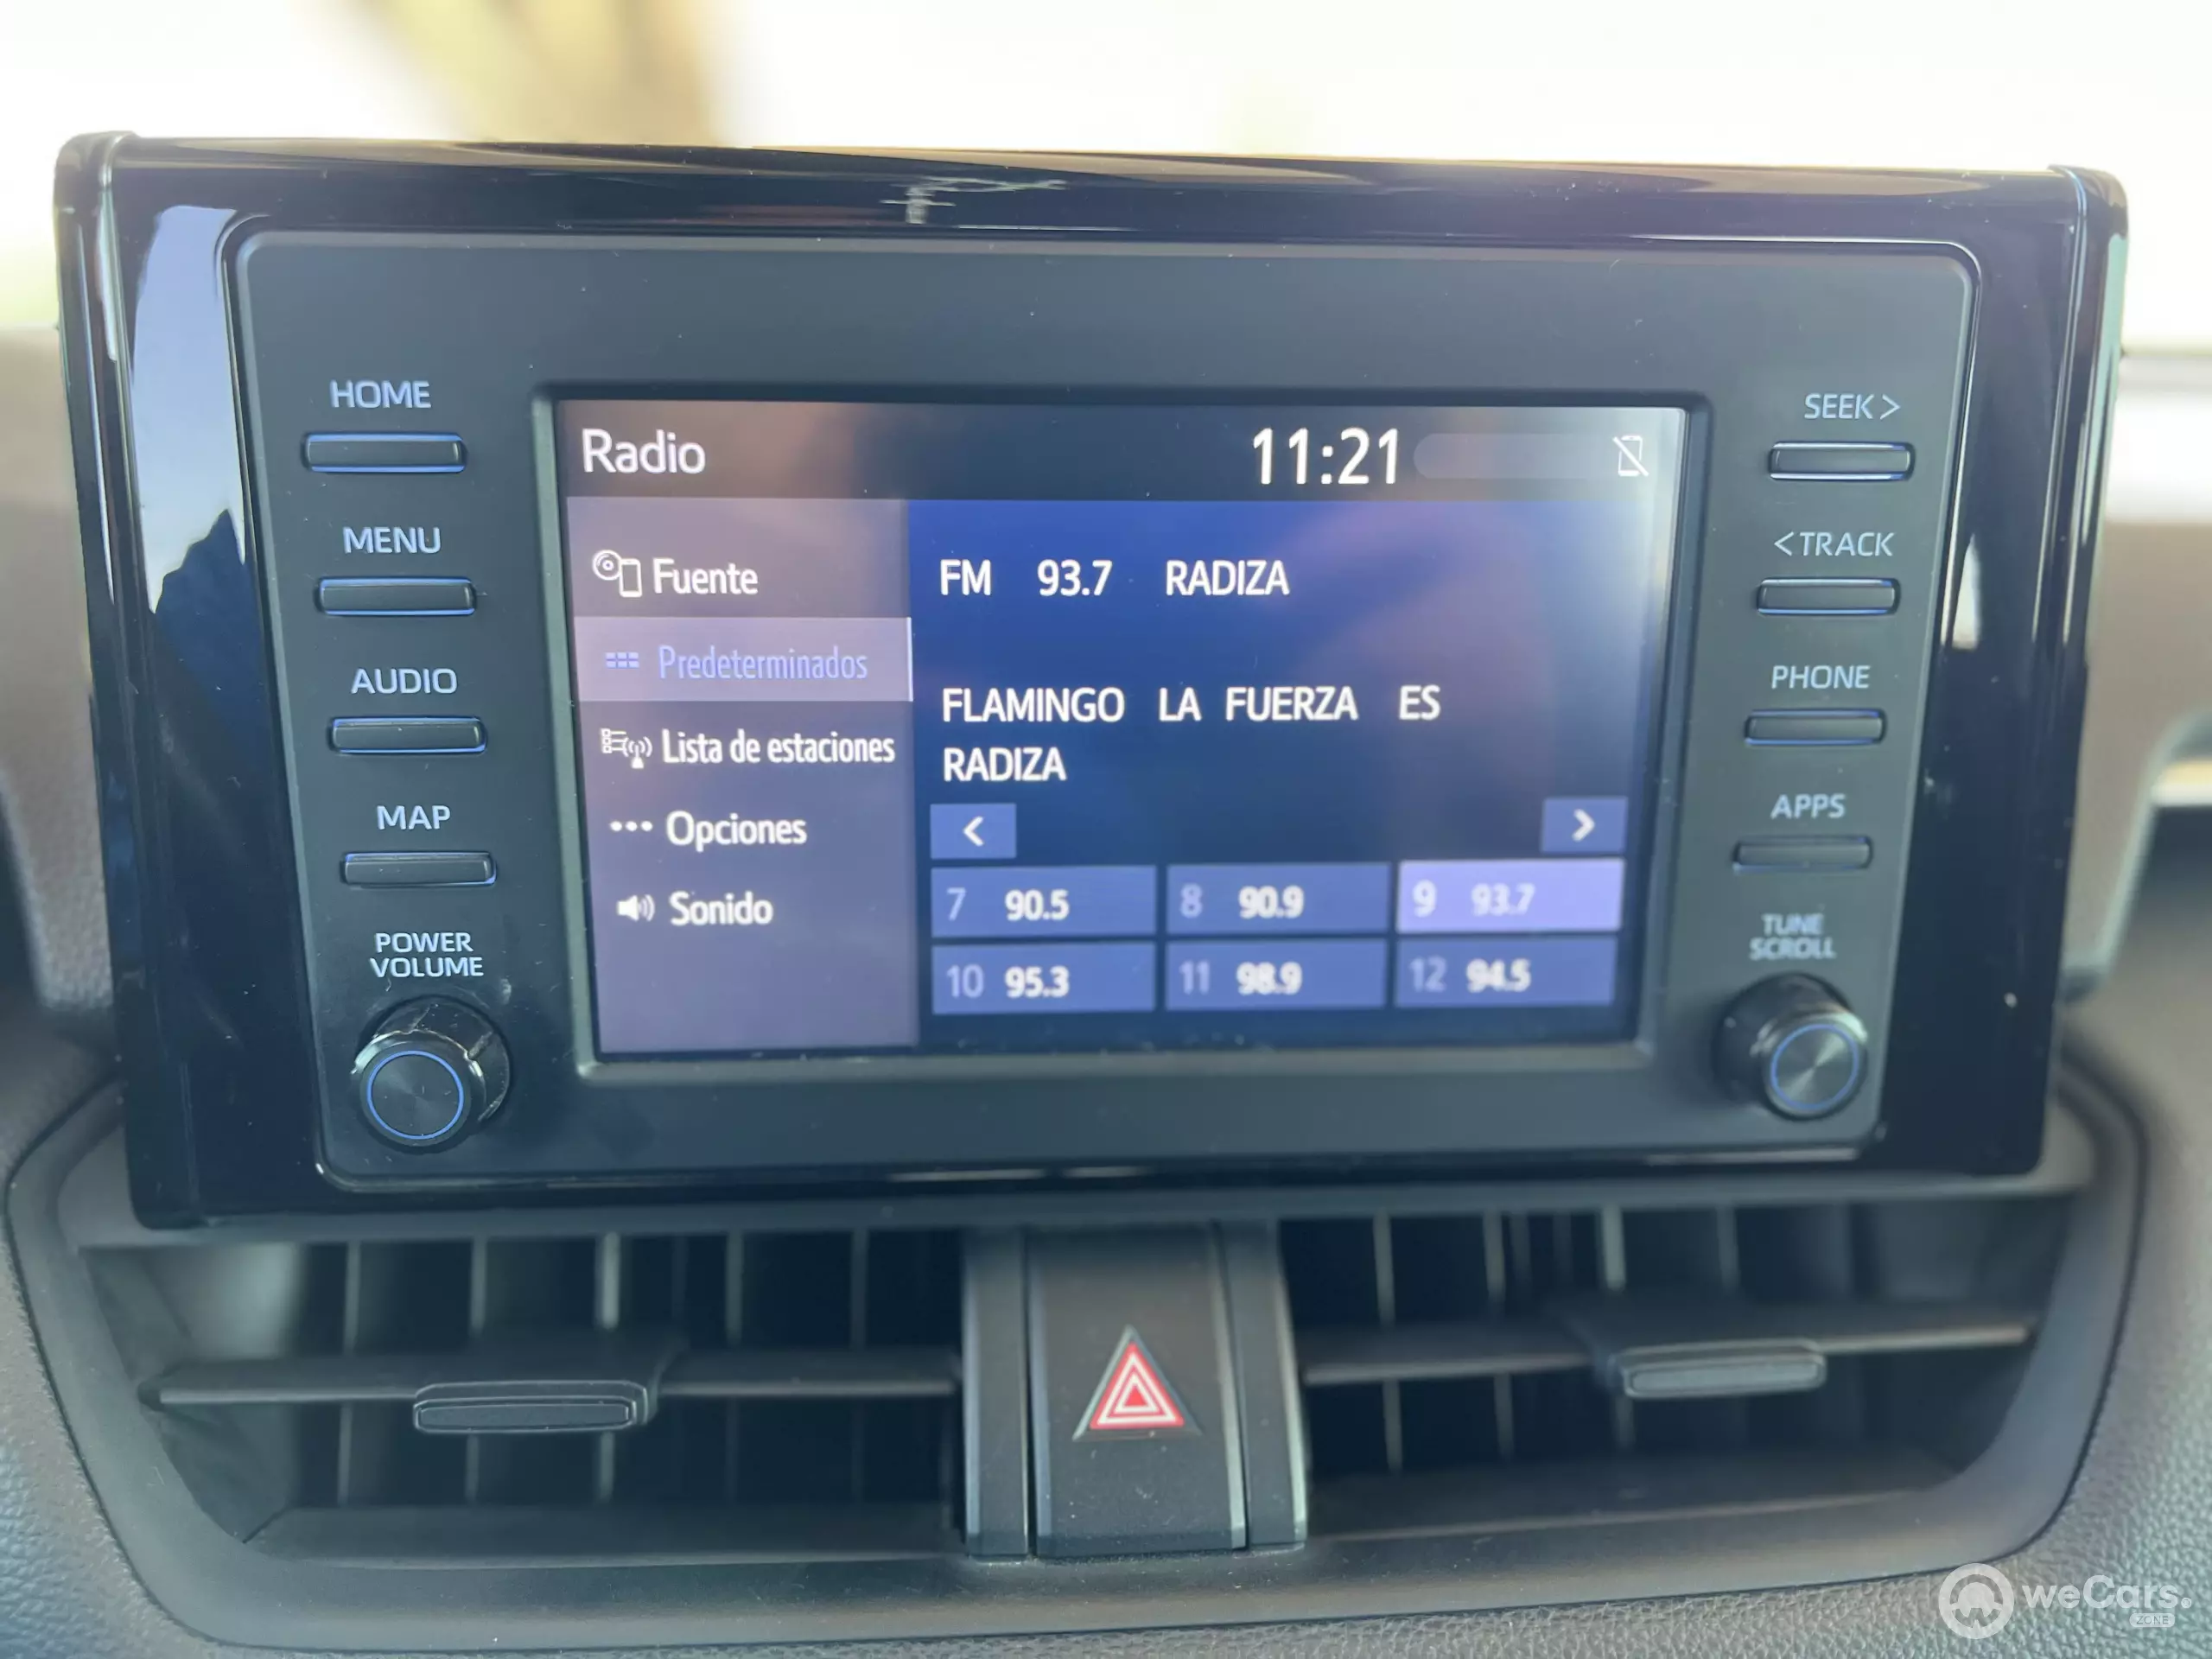 HOME
MENU
AUDIO
MAP
POWER
VOLUME
Radio 11:21
Fuente
Predeterminados
Lista de estaciones
Opciones
Sonido
FM 93.7 RADIZA
FLAMINGO LA FUERZA ES
RADIZA
< >
7 90.5 8 90.9 9 93.7
10 95.3 11 98.9 12 94.5
SEEK >
< TRACK
PHONE
APPS
TUNE
SCROLL
weCars.
ZONE